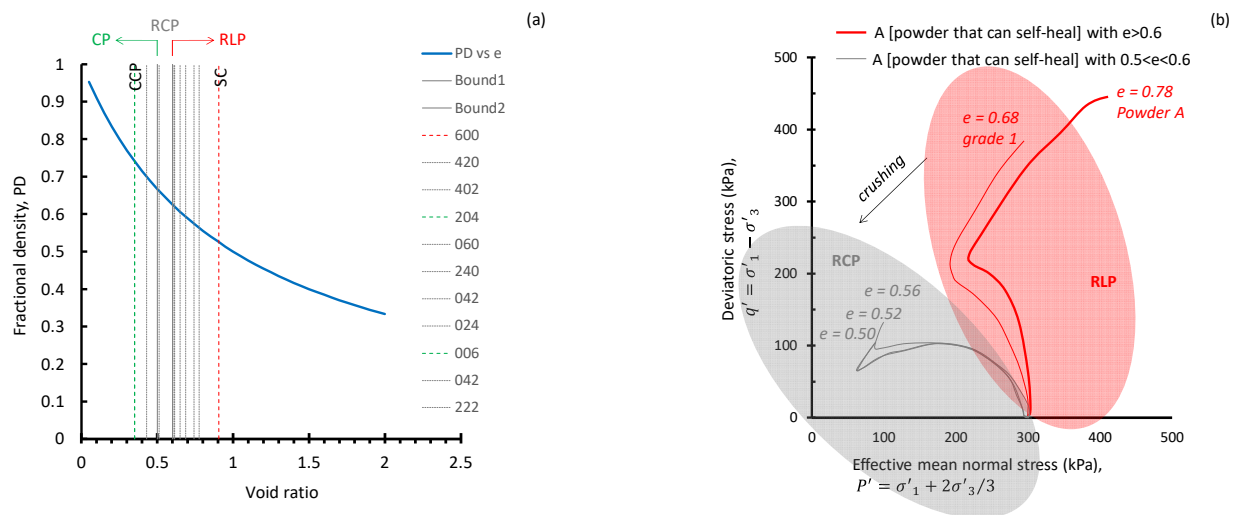 (a)
RCP
CP
RLP
CCP
SC
Fractional density, PD
1
0.9
0.8
0.7
0.6
0.5
0.4
0.3
0.2
0.1
0
0
0.5
1
1.5
2
2.5
Void ratio
PD vs e
Bound1
Bound2
600
420
402
204
060
240
042
024
006
042
222
(b)
A [powder that can self-heal] with e>0.6
A [powder that can self-heal] with 0.5<e<0.6
Deviatoric stress (kPa),
q′ = σ′₁ − σ′₃
500
400
300
200
100
0
e = 0.78
Powder A
e = 0.68
grade 1
crushing
RCP
RLP
e = 0.56
e = 0.52
e = 0.50
0
100
200
300
400
500
Effective mean normal stress (kPa),
P′ = σ′₁ + 2σ′₃/3